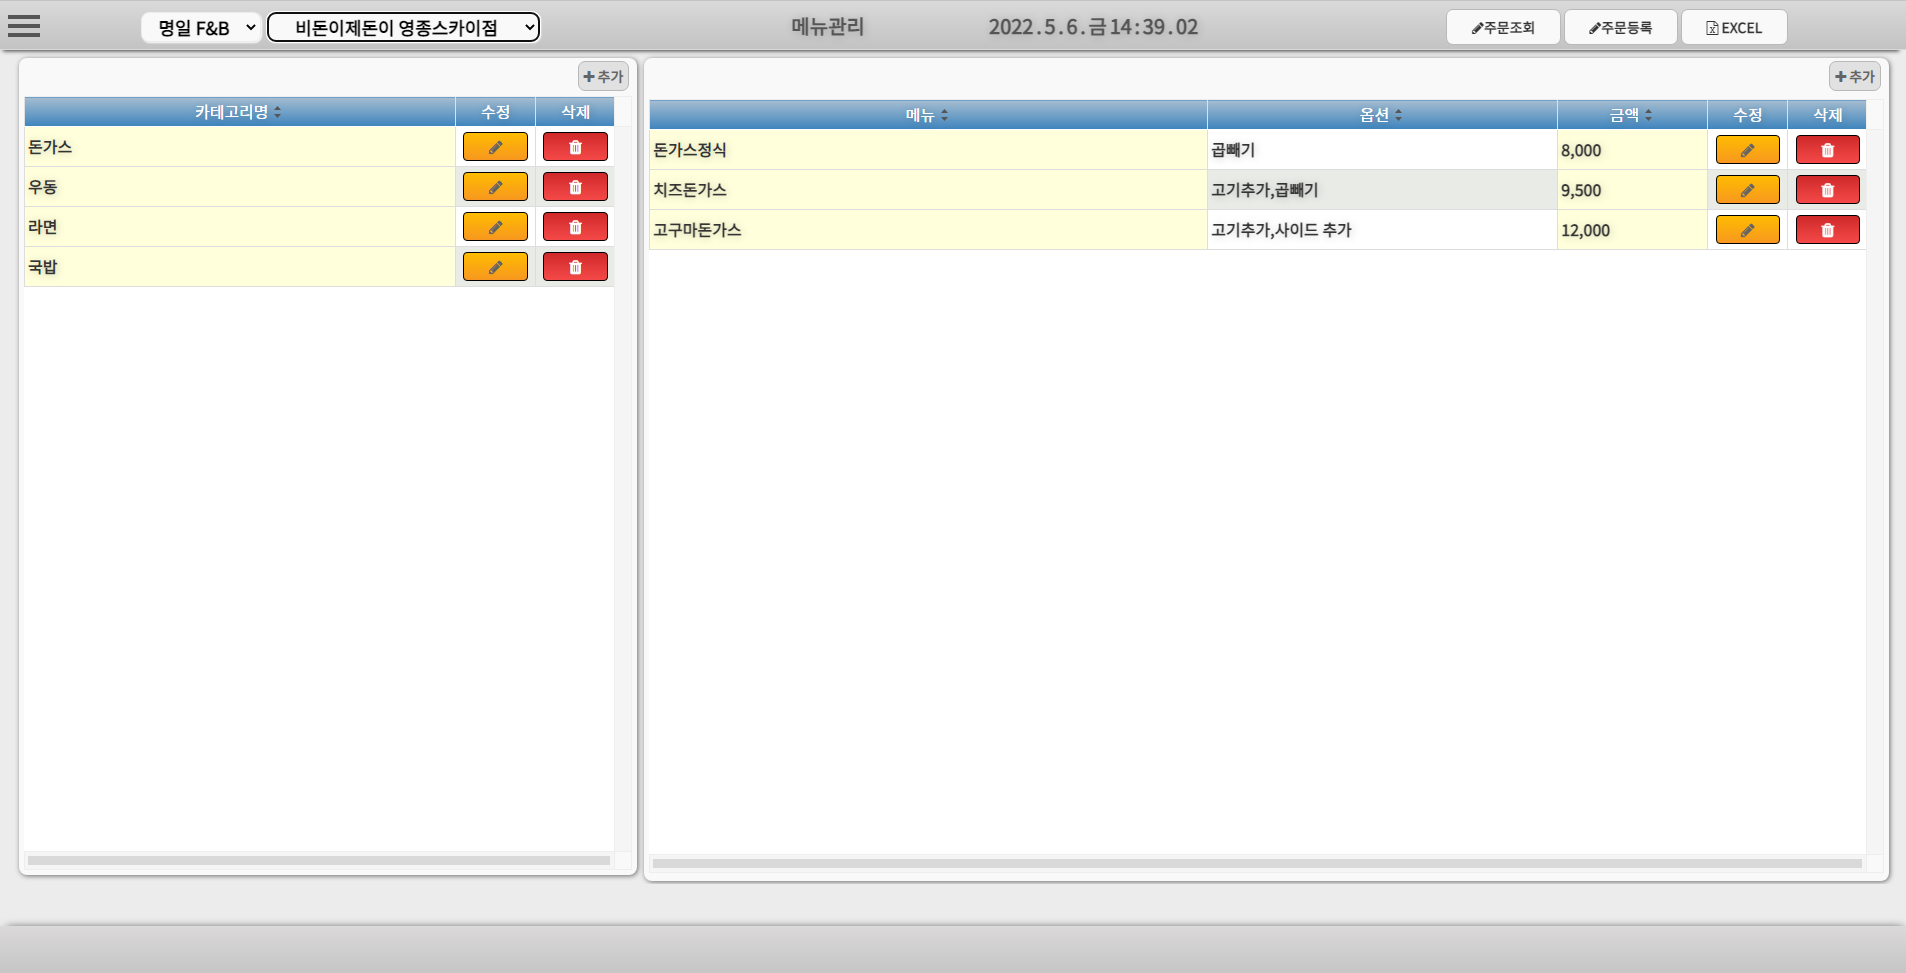 명일 F&B 비돈이제돈이 영종스카이점 메뉴관리 2022.5.6.금14:39.02 주문조회 주문등록 EXCEL
추가
카테고리명 수정 삭제
돈가스
우동
라면
국밥
추가
메뉴 옵션 금액 수정 삭제
돈가스정식 곱빼기 8,000
치즈돈가스 고기추가,곱빼기 9,500
고구마돈가스 고기추가,사이드 추가 12,000